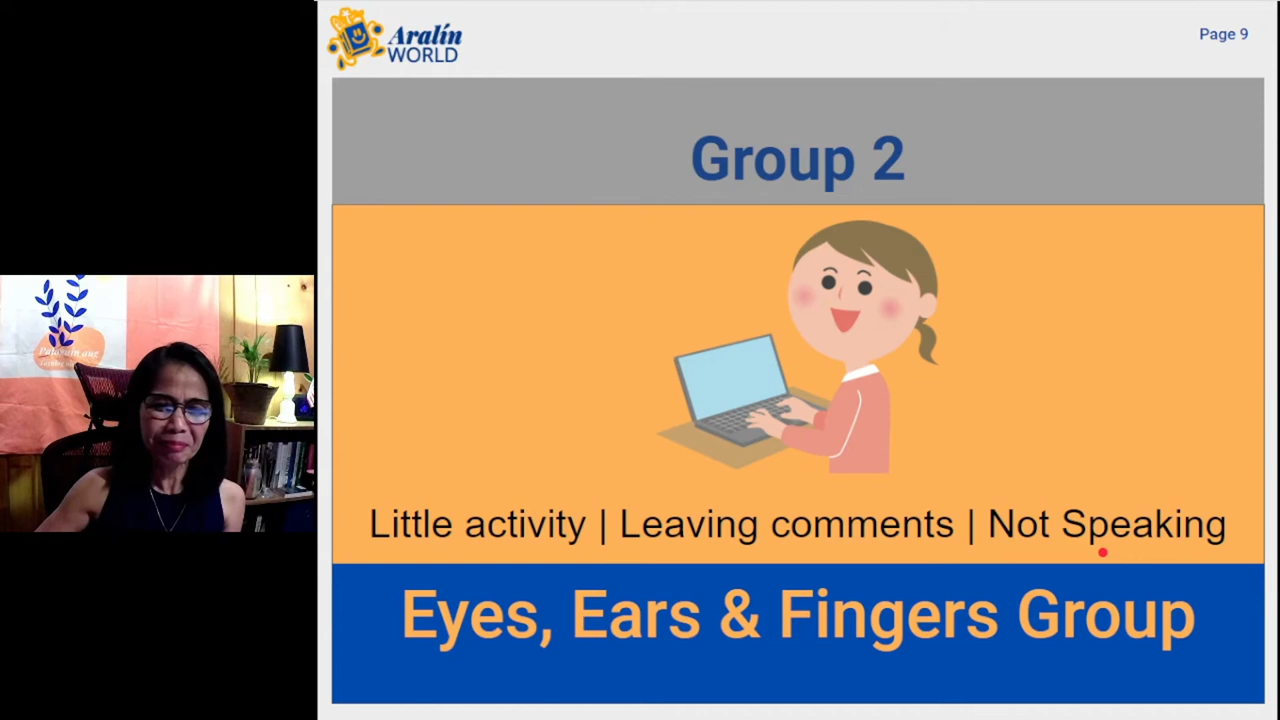 Aralín
WORLD
Page 9
Group 2
Little activity | Leaving comments | Not Speaking
Eyes, Ears & Fingers Group